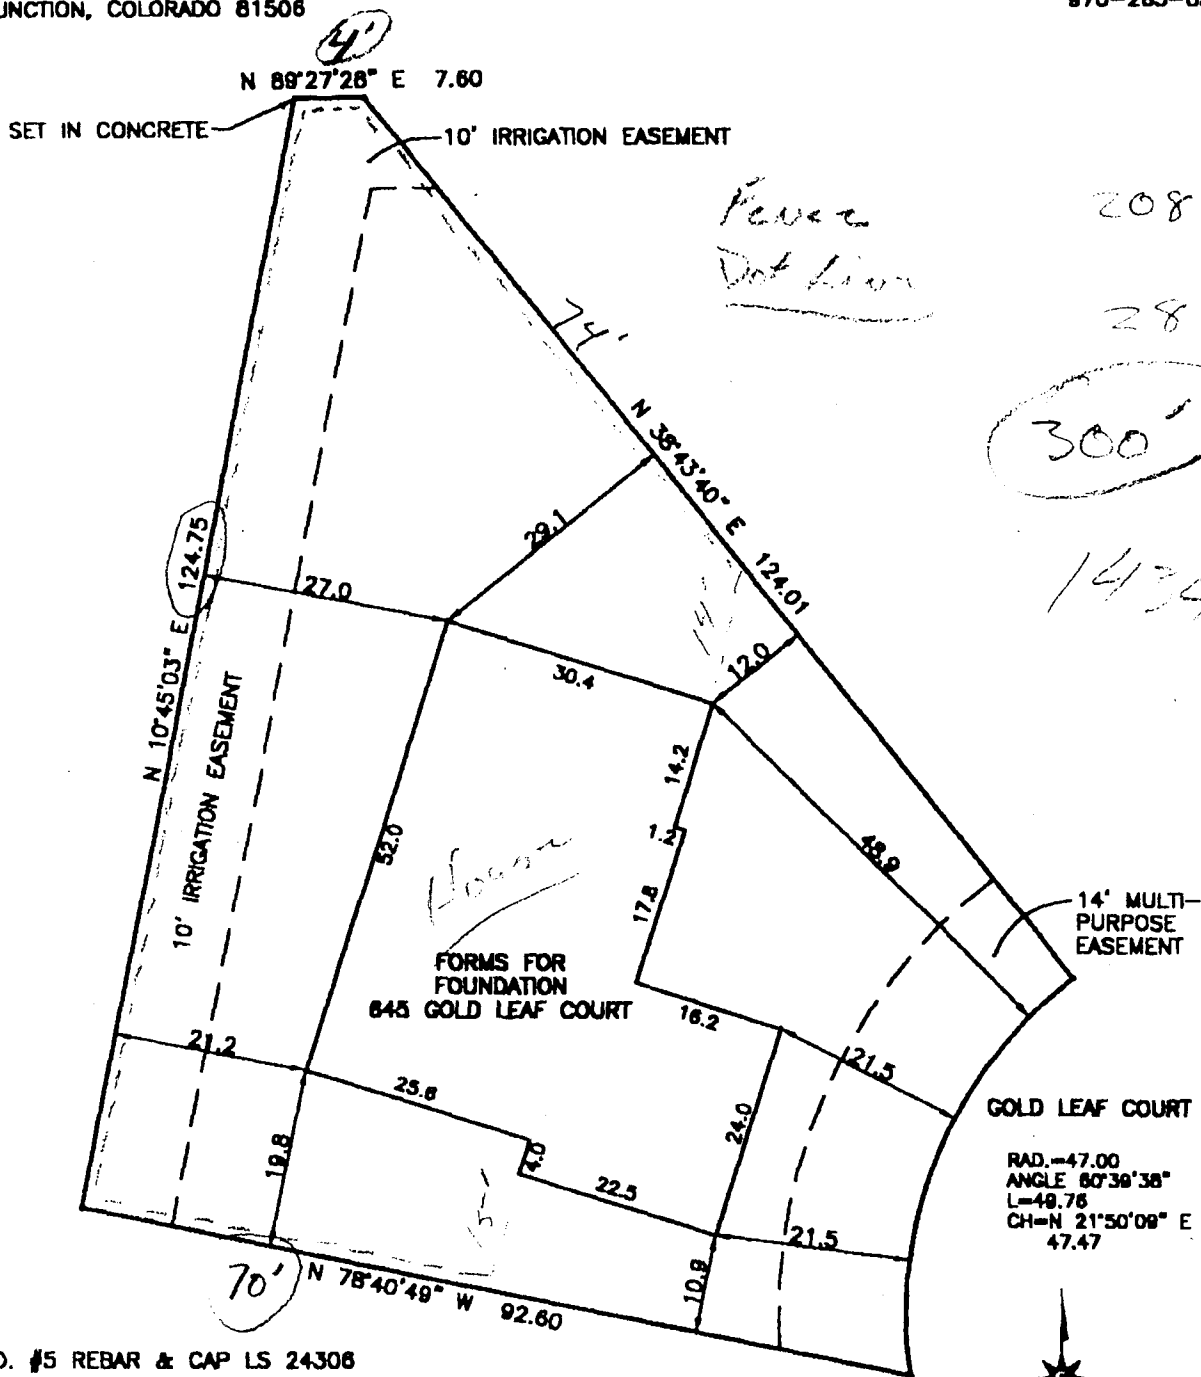 UNCTION, COLORADO 81506
4'
N 89°27'28" E 7.60
SET IN CONCRETE
10' IRRIGATION EASEMENT
Fence
208
Dot Line
28
74'
300'
N 38°43'40" E 124.01
29.1
124.75
27.0
N 10°45'03" E
30.4
12.0
10' IRRIGATION EASEMENT
14.2
1.2
52.0
48.9
House
17.8
14' MULTI-
PURPOSE
EASEMENT
FORMS FOR
FOUNDATION
645 GOLD LEAF COURT
16.2
21.2
21.5
25.6
24.0
GOLD LEAF COURT
19.8
4.0
22.5
RAD.=47.00
ANGLE 60°39'38"
L=49.76
CH=N 21°50'09" E
47.47
21.5
10.9
70'
N 78°40'49" W 92.60
#5 REBAR & CAP LS 24306